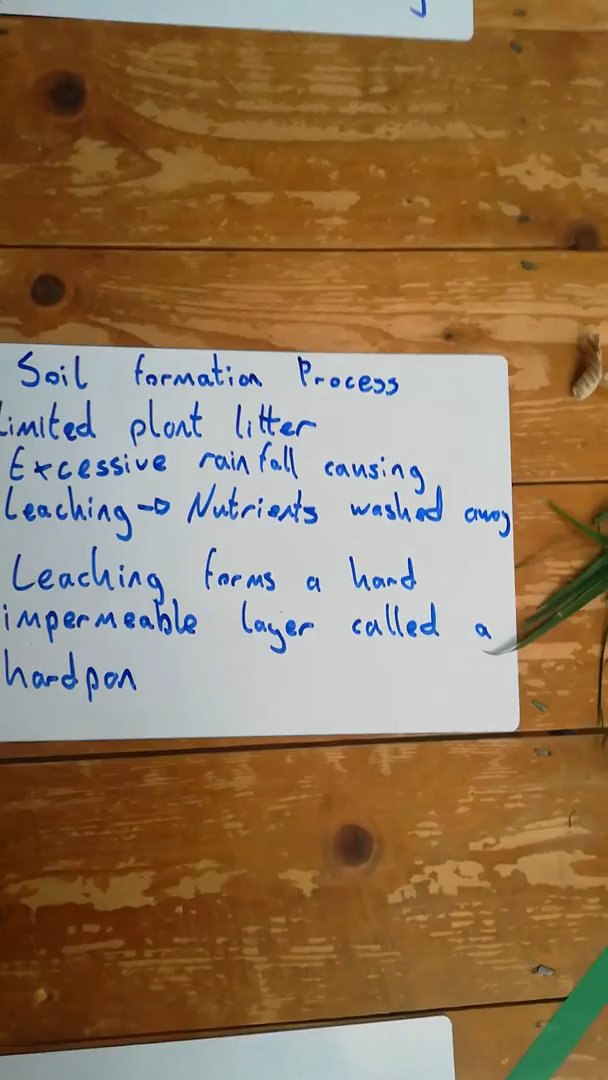 Soil formation Process
Limited plant litter
Excessive rainfall causing
Leaching → Nutrients washed away
Leaching forms a hard
impermeable layer called a
hardpan